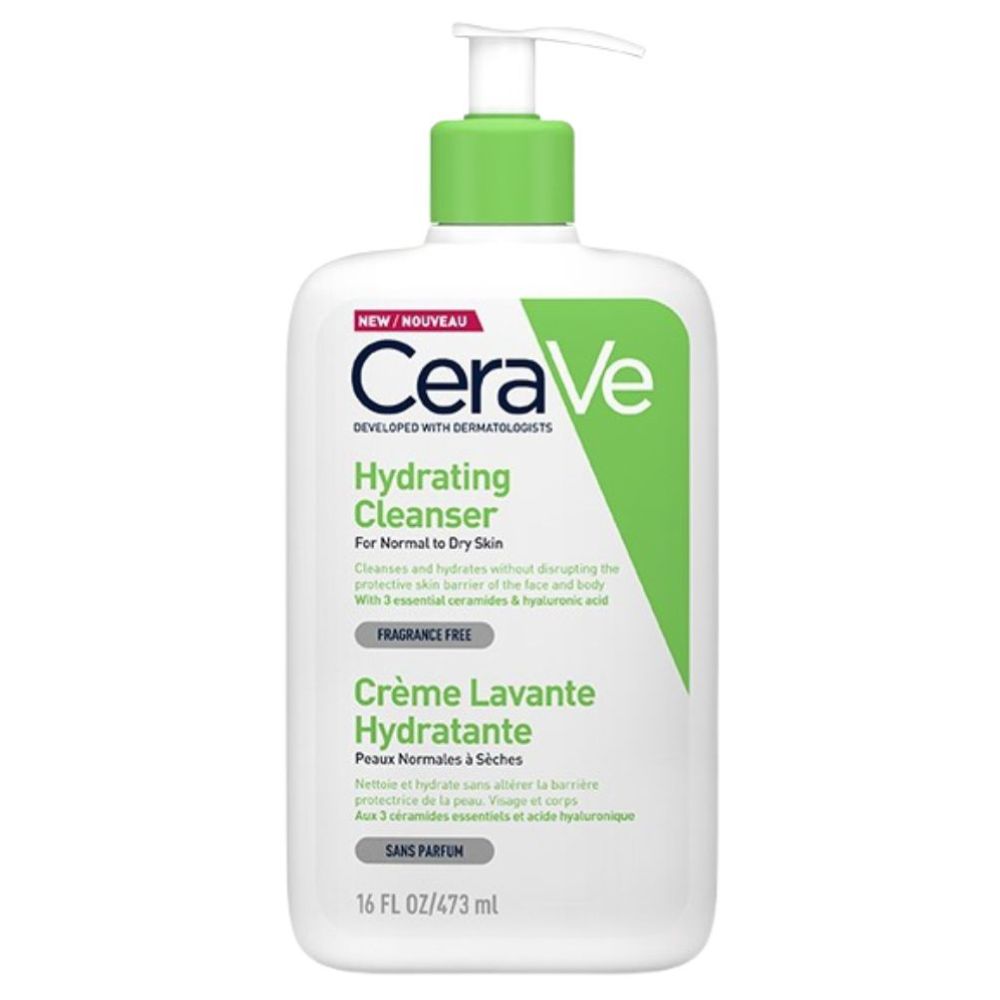 NEW / NOUVEAU
CeraVe
DEVELOPED WITH DERMATOLOGISTS
Hydrating
Cleanser
For Normal to Dry Skin
Cleanses and hydrates without disrupting the
protective skin barrier of the face and body
With 3 essential ceramides & hyaluronic acid
FRAGRANCE FREE
Crème Lavante
Hydratante
Peaux Normales à Sèches
Nettoie et hydrate sans altérer la barrière
protectrice de la peau. Visage et corps
Aux 3 céramides essentiels et acide hyaluronique
SANS PARFUM
16 FL OZ/473 ml